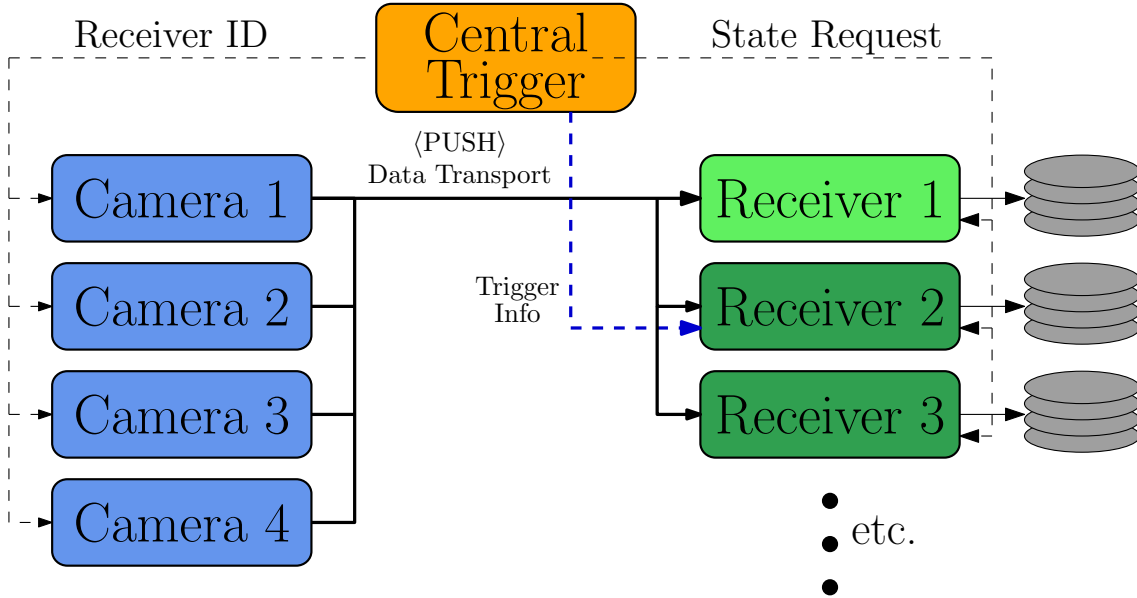 Receiver ID
Central
Trigger
State Request
⟨PUSH⟩
Data Transport
Camera 1
Receiver 1
Camera 2
Trigger
Info
Receiver 2
Camera 3
Receiver 3
Camera 4
etc.